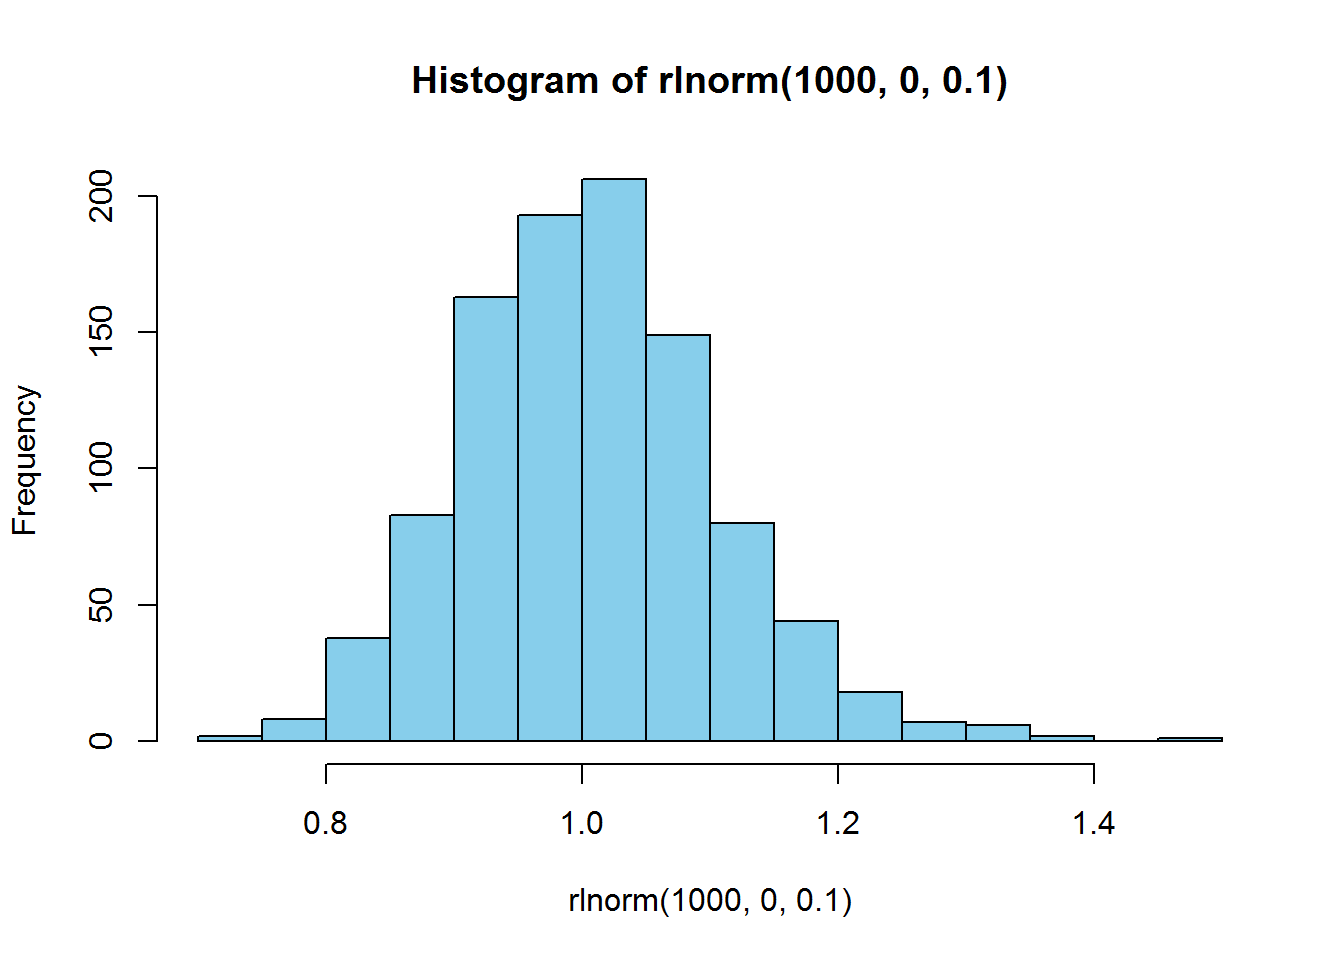 Histogram of rlnorm(1000, 0, 0.1)
Frequency
200
150
100
50
0
0.8 1.0 1.2 1.4
rlnorm(1000, 0, 0.1)